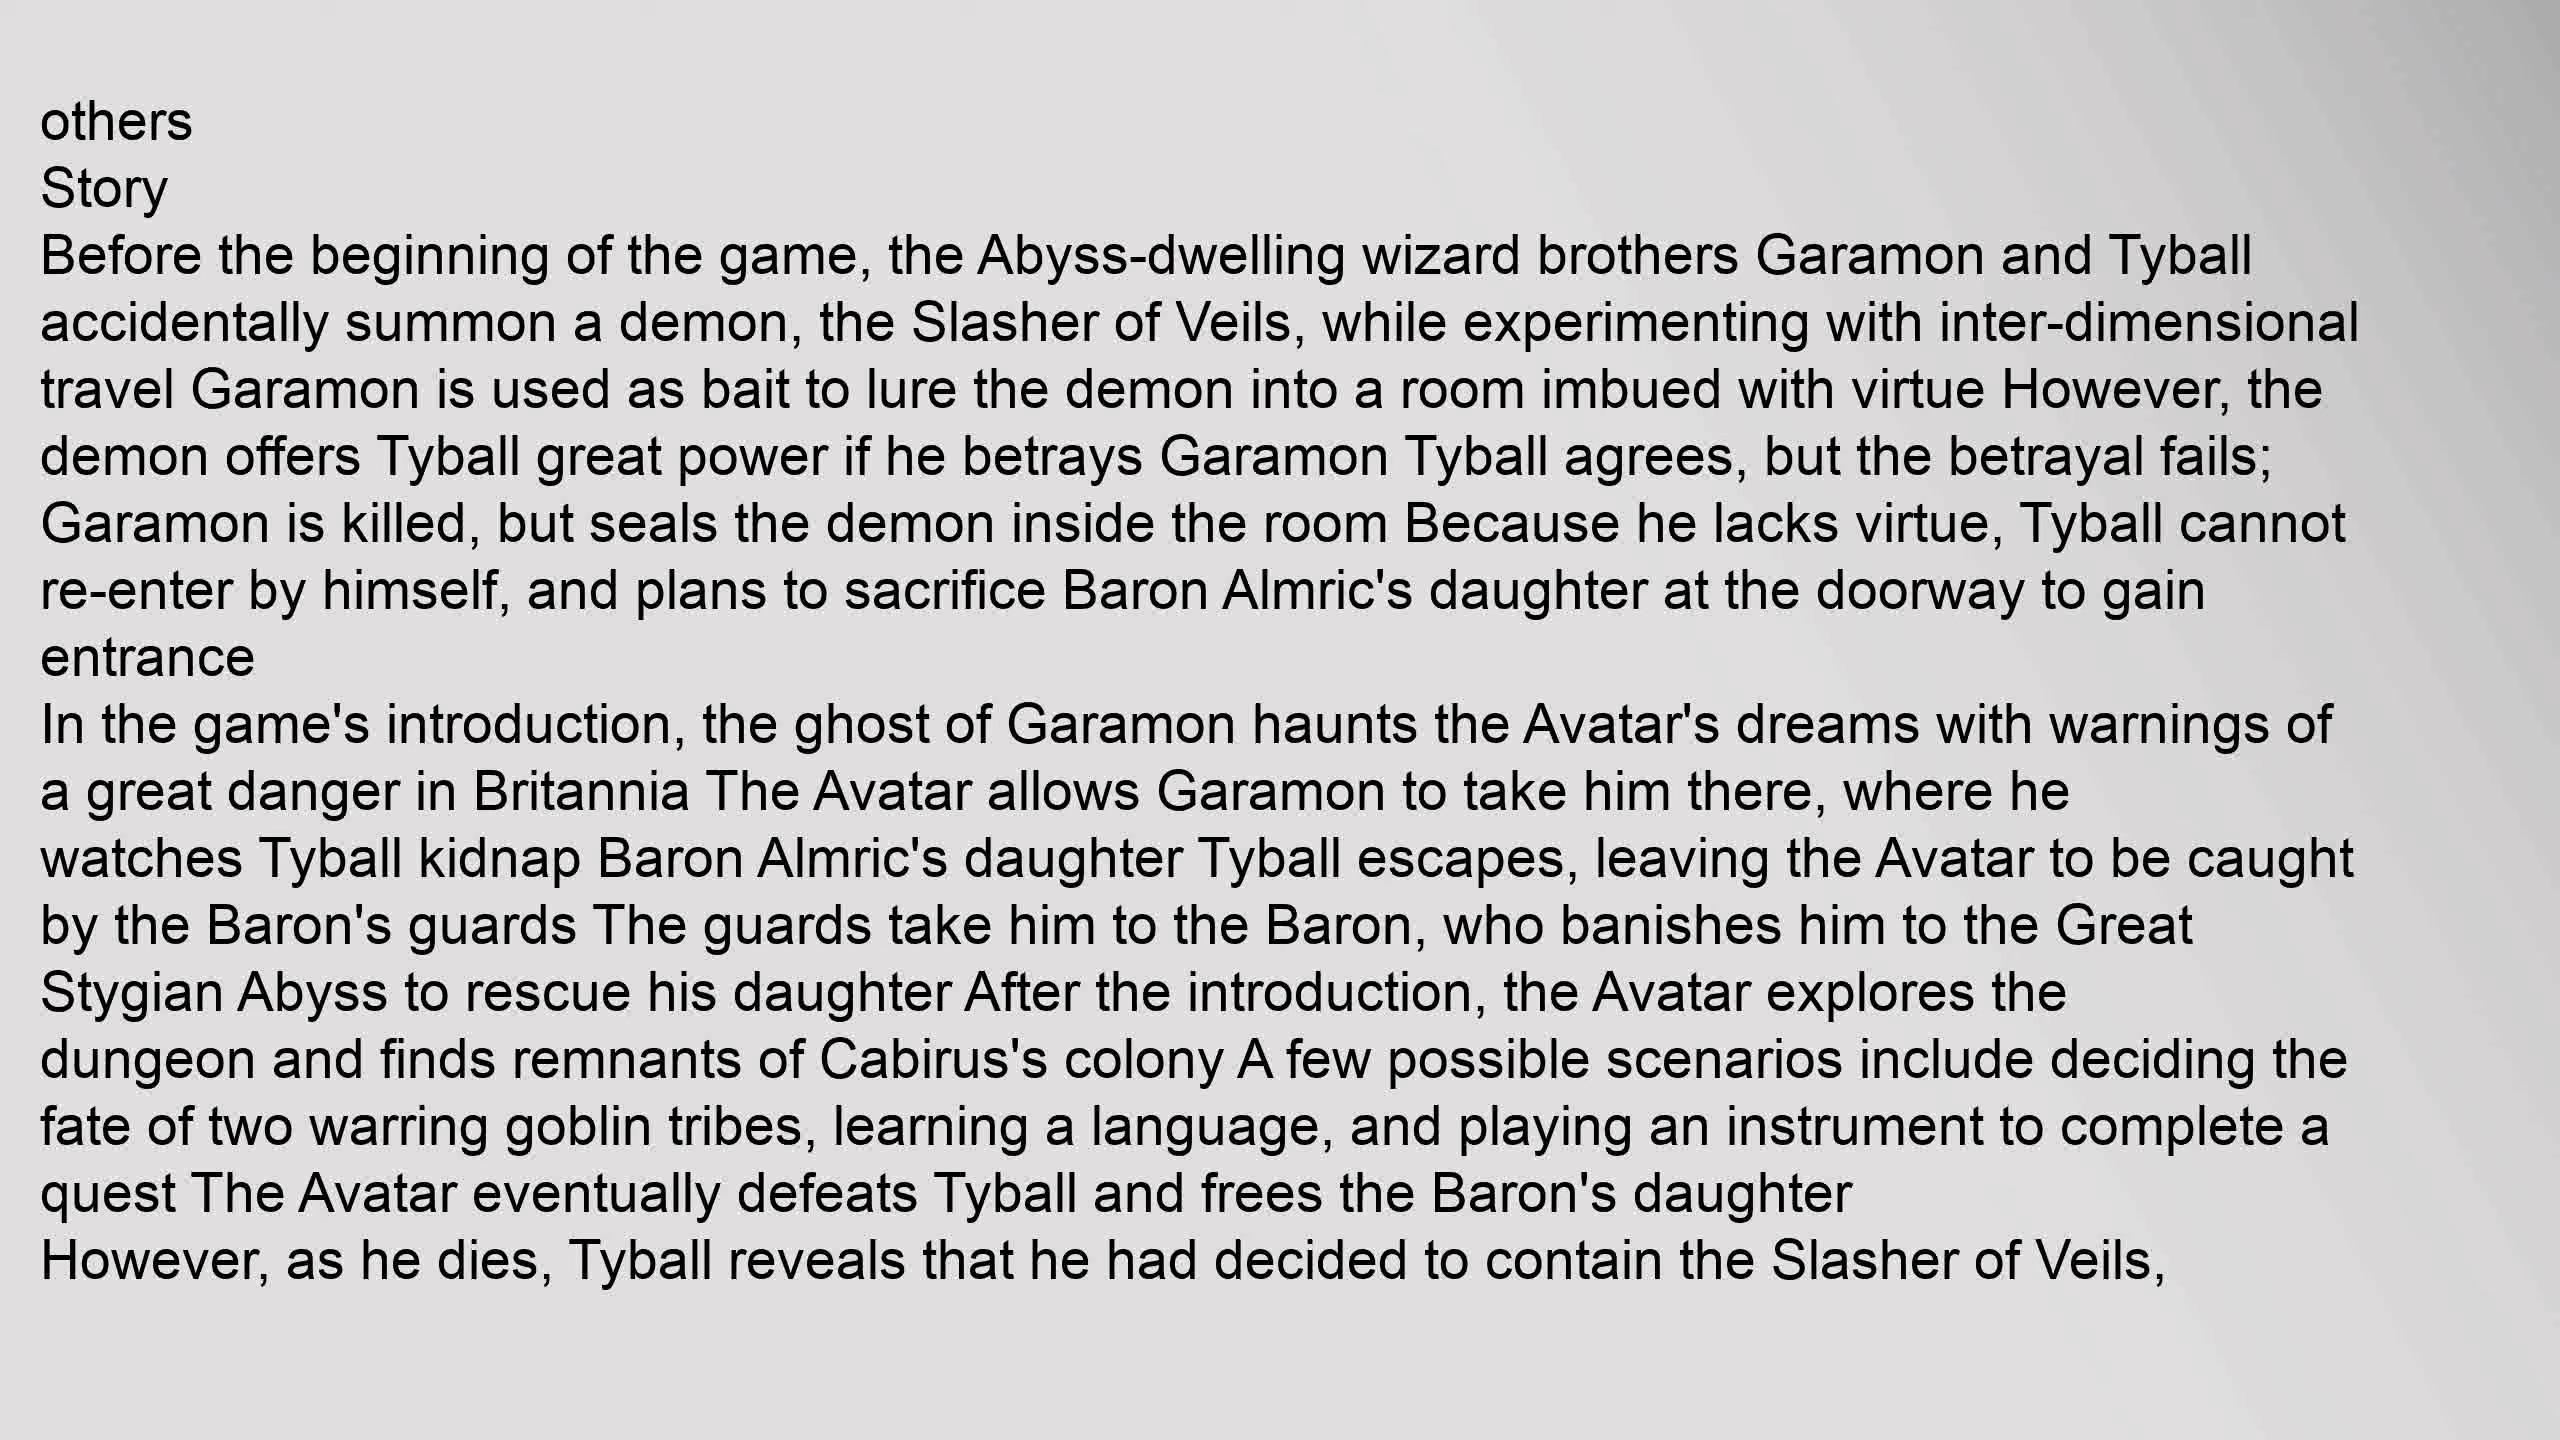 others
Story
Before the beginning of the game, the Abyss-dwelling wizard brothers Garamon and Tyball
accidentally summon a demon, the Slasher of Veils, while experimenting with inter-dimensional
travel Garamon is used as bait to lure the demon into a room imbued with virtue However, the
demon offers Tyball great power if he betrays Garamon Tyball agrees, but the betrayal fails;
Garamon is killed, but seals the demon inside the room Because he lacks virtue, Tyball cannot
re-enter by himself, and plans to sacrifice Baron Almric's daughter at the doorway to gain
entrance
In the game's introduction, the ghost of Garamon haunts the Avatar's dreams with warnings of
a great danger in Britannia The Avatar allows Garamon to take him there, where he
watches Tyball kidnap Baron Almric's daughter Tyball escapes, leaving the Avatar to be caught
by the Baron's guards The guards take him to the Baron, who banishes him to the Great
Stygian Abyss to rescue his daughter After the introduction, the Avatar explores the
dungeon and finds remnants of Cabirus's colony A few possible scenarios include deciding the
fate of two warring goblin tribes, learning a language, and playing an instrument to complete a
quest The Avatar eventually defeats Tyball and frees the Baron's daughter
However, as he dies, Tyball reveals that he had decided to contain the Slasher of Veils,